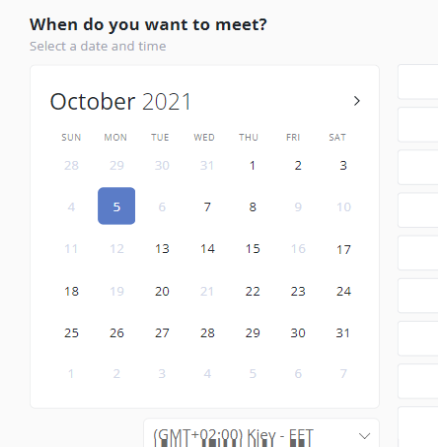 When do you want to meet?
Select a date and time
October 2021
SUN MON TUE WED THU FRI SAT
28 29 30 31 1 2 3
4 5 6 7 8 9 10
11 12 13 14 15 16 17
18 19 20 21 22 23 24
25 26 27 28 29 30 31
1 2 3 4 5 6 7
(GMT+02:00) Kiev - EET